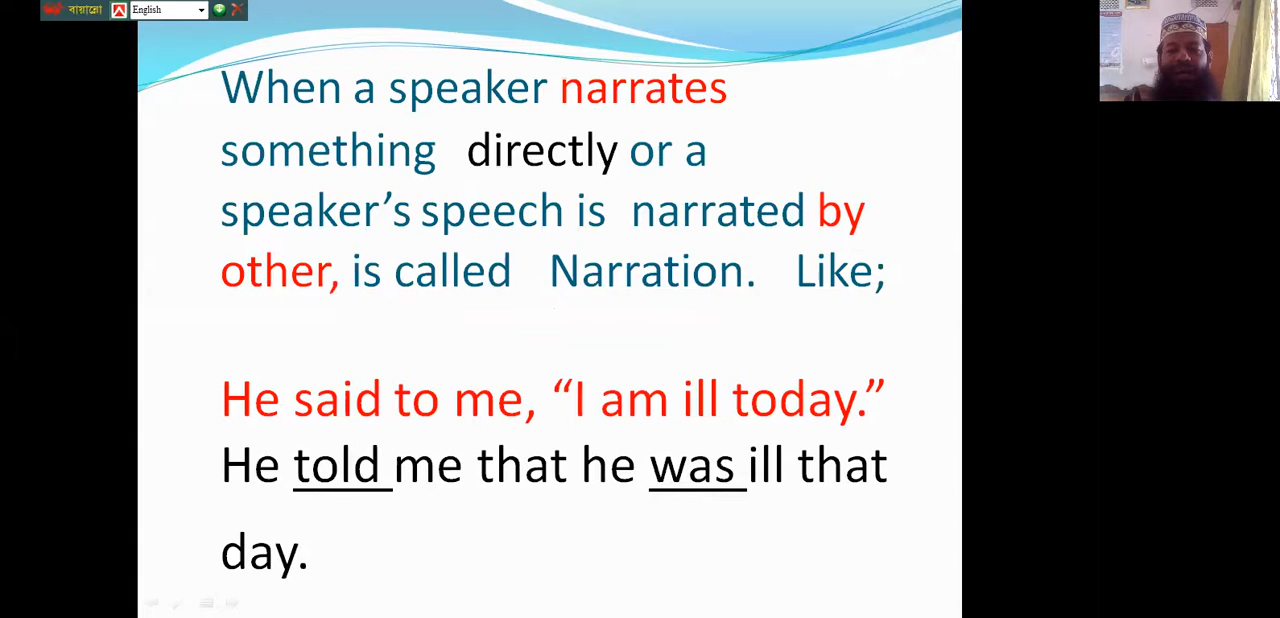 বায়ান্নো English
When a speaker narrates
something directly or a
speaker’s speech is narrated by
other, is called Narration. Like;
He said to me, “I am ill today.”
He told me that he was ill that
day.